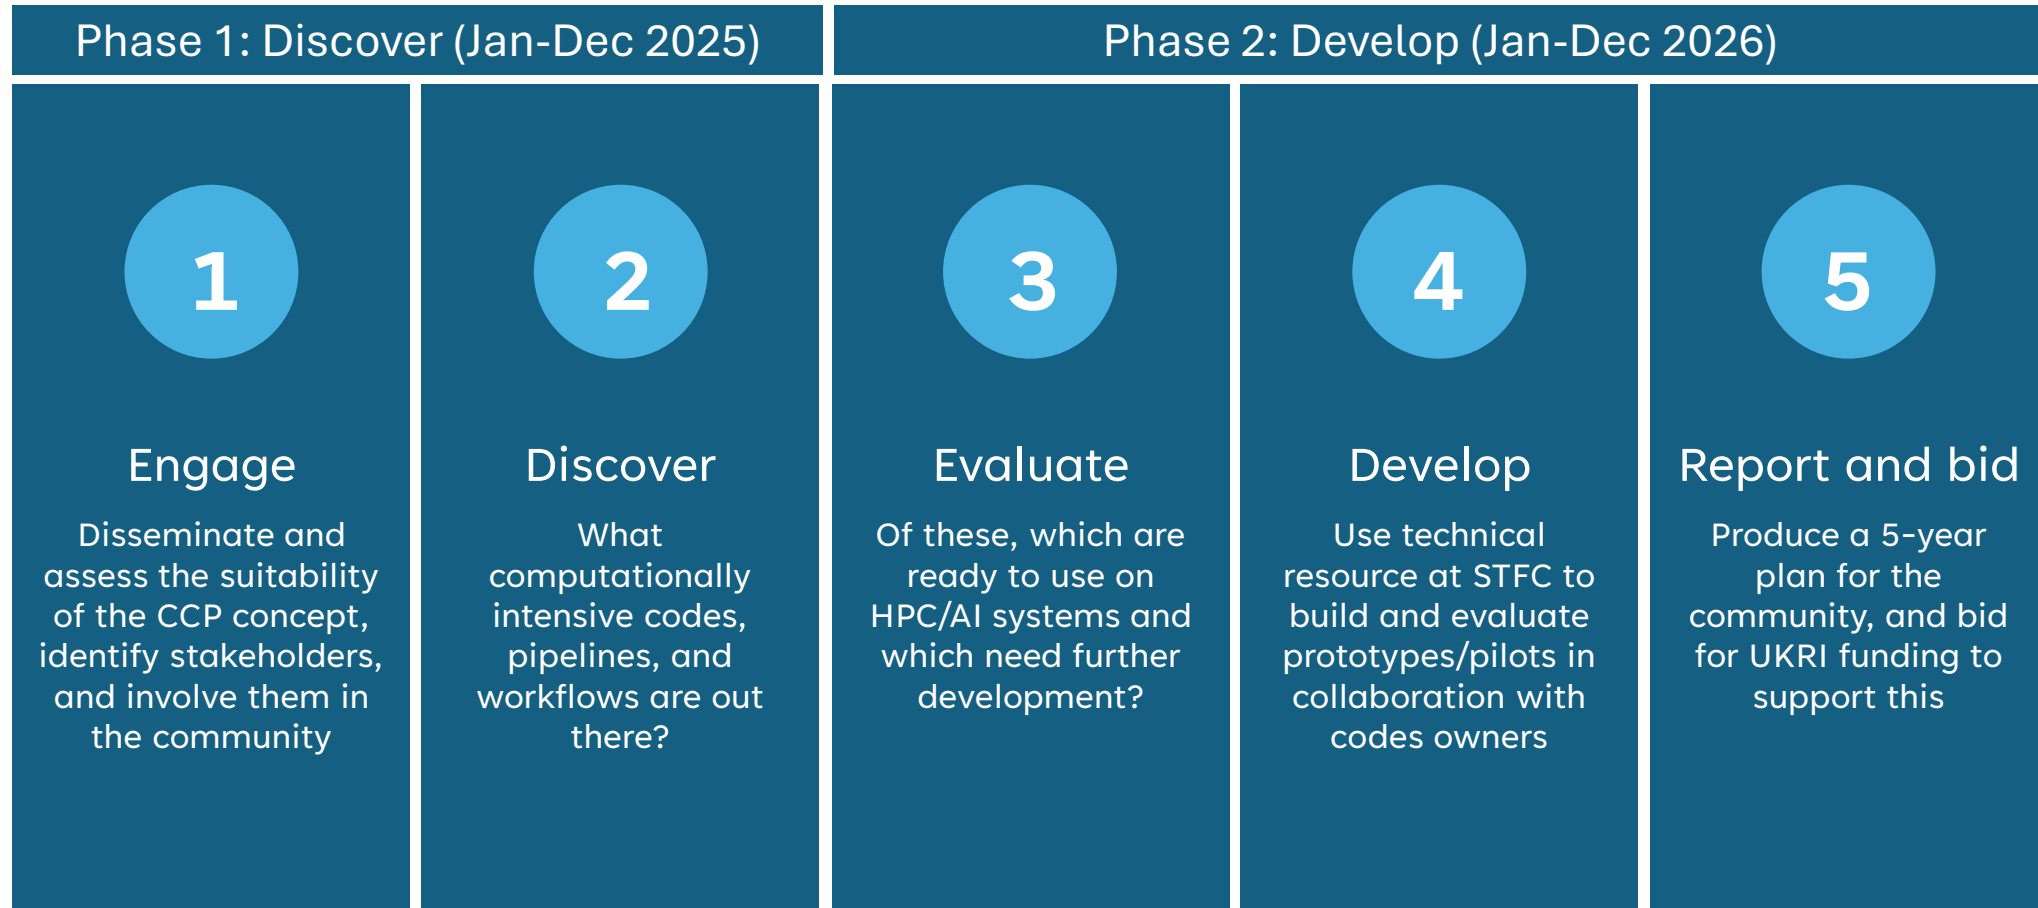 Phase 1: Discover (Jan-Dec 2025)
Phase 2: Develop (Jan-Dec 2026)
1
Engage
Disseminate and
assess the suitability
of the CCP concept,
identify stakeholders,
and involve them in
the community
2
Discover
What
computationally
intensive codes,
pipelines, and
workflows are out
there?
3
Evaluate
Of these, which are
ready to use on
HPC/AI systems and
which need further
development?
4
Develop
Use technical
resource at STFC to
build and evaluate
prototypes/pilots in
collaboration with
codes owners
5
Report and bid
Produce a 5-year
plan for the
community, and bid
for UKRI funding to
support this